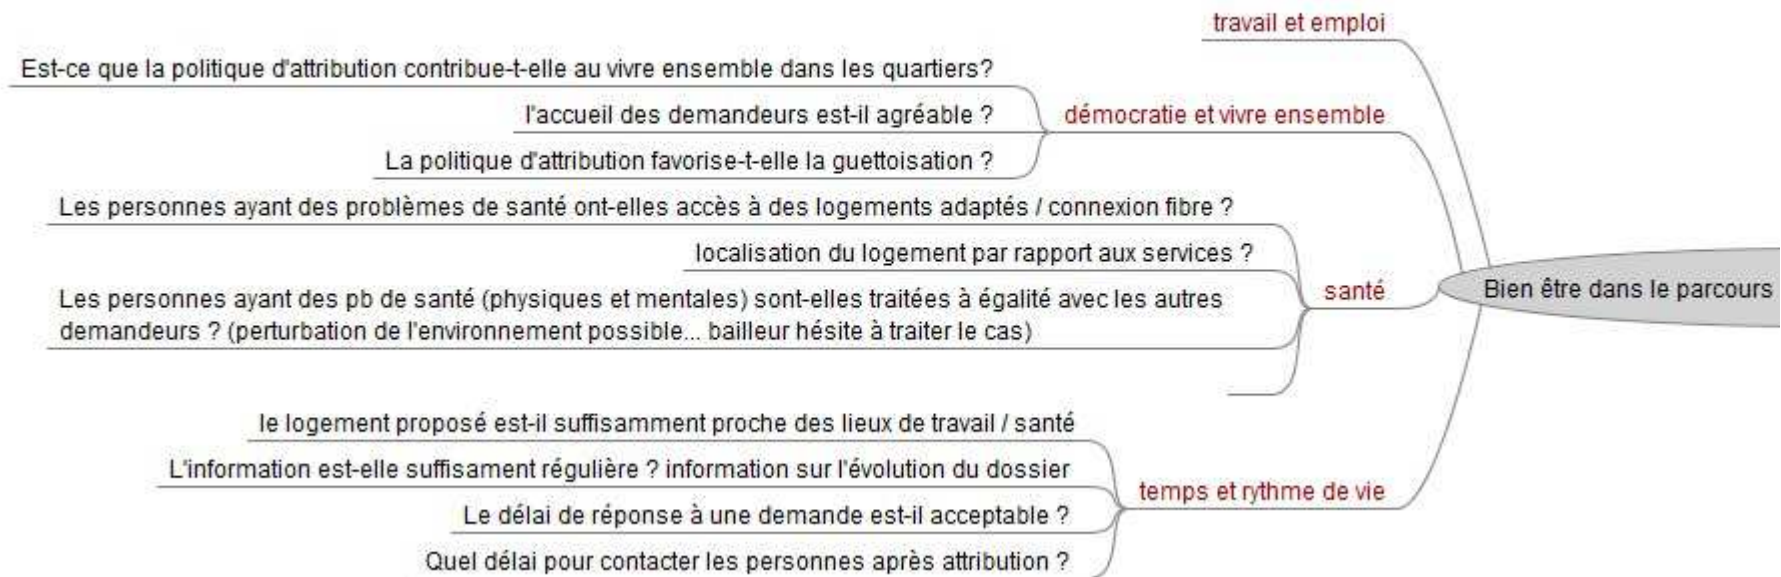 travail et emploi
Est-ce que la politique d'attribution contribue-t-elle au vivre ensemble dans les quartiers?
l'accueil des demandeurs est-il agréable ?
démocratie et vivre ensemble
La politique d'attribution favorise-t-elle la guettoisation ?
Les personnes ayant des problèmes de santé ont-elles accès à des logements adaptés / connexion fibre ?
localisation du logement par rapport aux services ?
Les personnes ayant des pb de santé (physiques et mentales) sont-elles traitées à égalité avec les autres
demandeurs ? (perturbation de l'environnement possible... bailleur hésite à traiter le cas)
santé
Bien être dans le parcours
le logement proposé est-il suffisamment proche des lieux de travail / santé
L'information est-elle suffisament régulière ? information sur l'évolution du dossier
temps et rythme de vie
Le délai de réponse à une demande est-il acceptable ?
Quel délai pour contacter les personnes après attribution ?